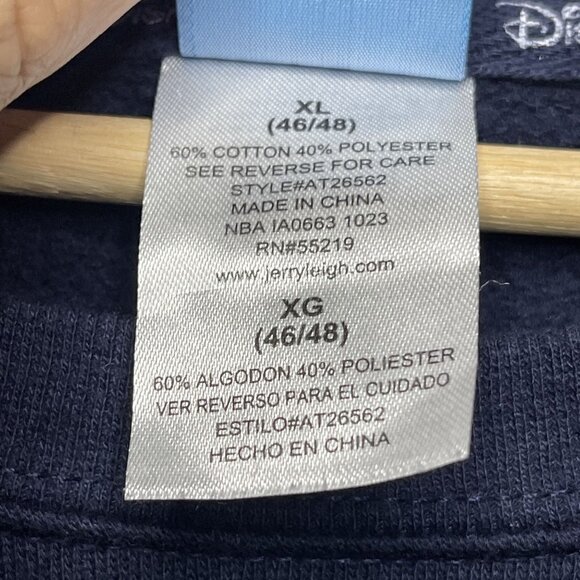 XL
(46/48)
60% COTTON 40% POLYESTER
SEE REVERSE FOR CARE
STYLE#AT26562
MADE IN CHINA
NBA IA0663 1023
RN#55219
www.jerryleigh.com
XG
(46/48)
60% ALGODON 40% POLIESTER
VER REVERSO PARA EL CUIDADO
ESTILO#AT26562
HECHO EN CHINA